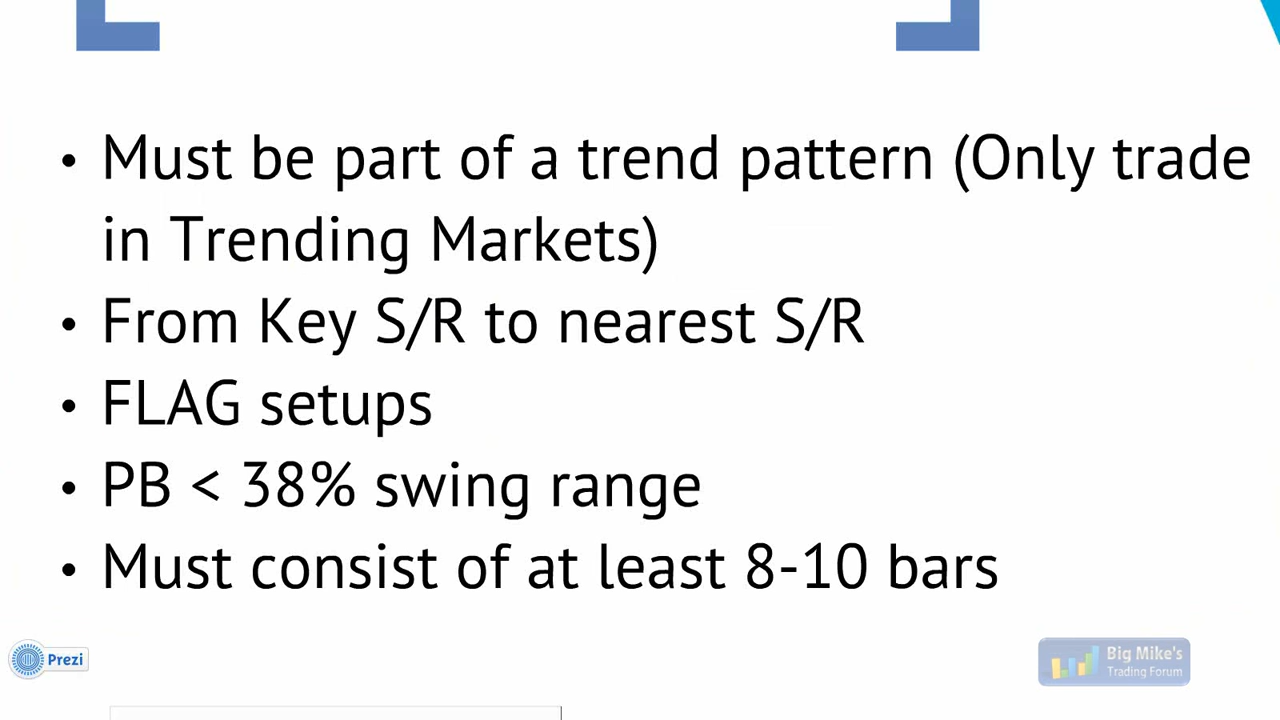 • Must be part of a trend pattern (Only trade
in Trending Markets)
• From Key S/R to nearest S/R
• FLAG setups
• PB < 38% swing range
• Must consist of at least 8-10 bars
Prezi
Big Mike's
Trading Forum